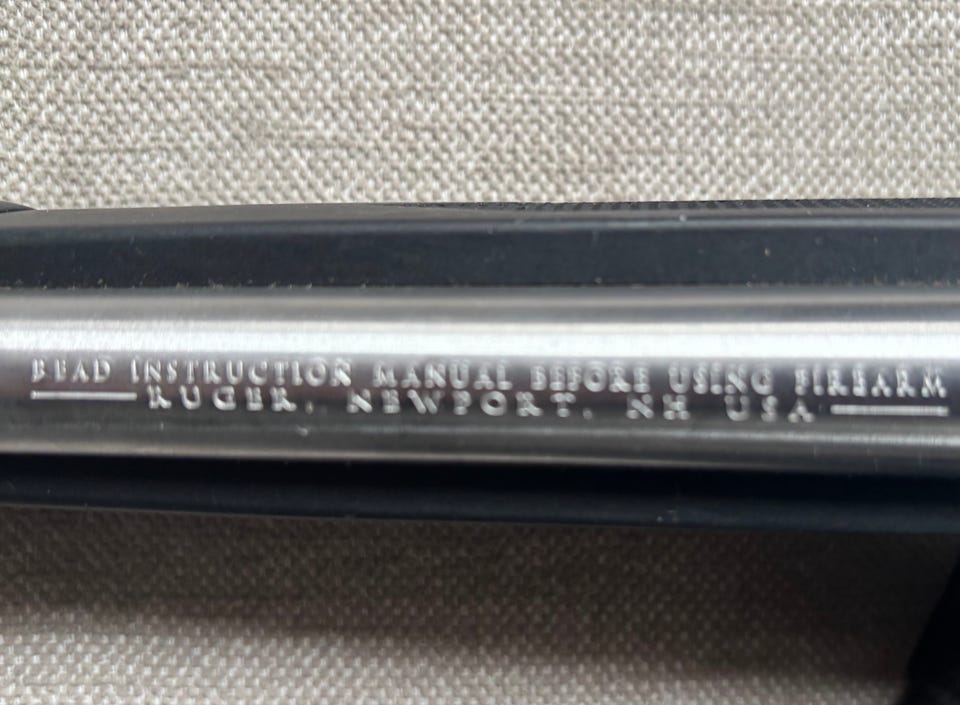 READ INSTRUCTION MANUAL BEFORE USING FIREARM
RUGER, NEWPORT, NH USA